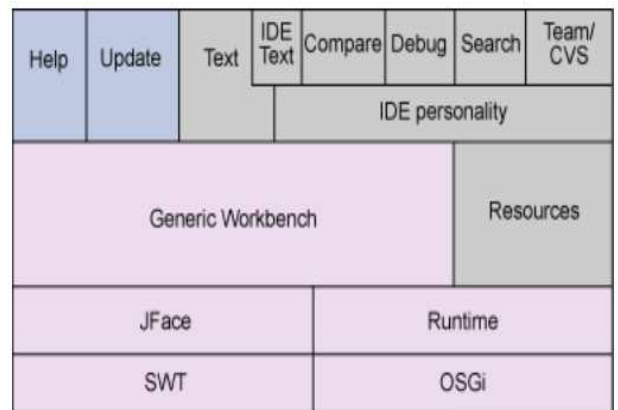 Help
Update
Text
IDE
Text
Compare
Debug
Search
Team/
CVS
IDE personality
Generic Workbench
Resources
JFace
Runtime
SWT
OSGi